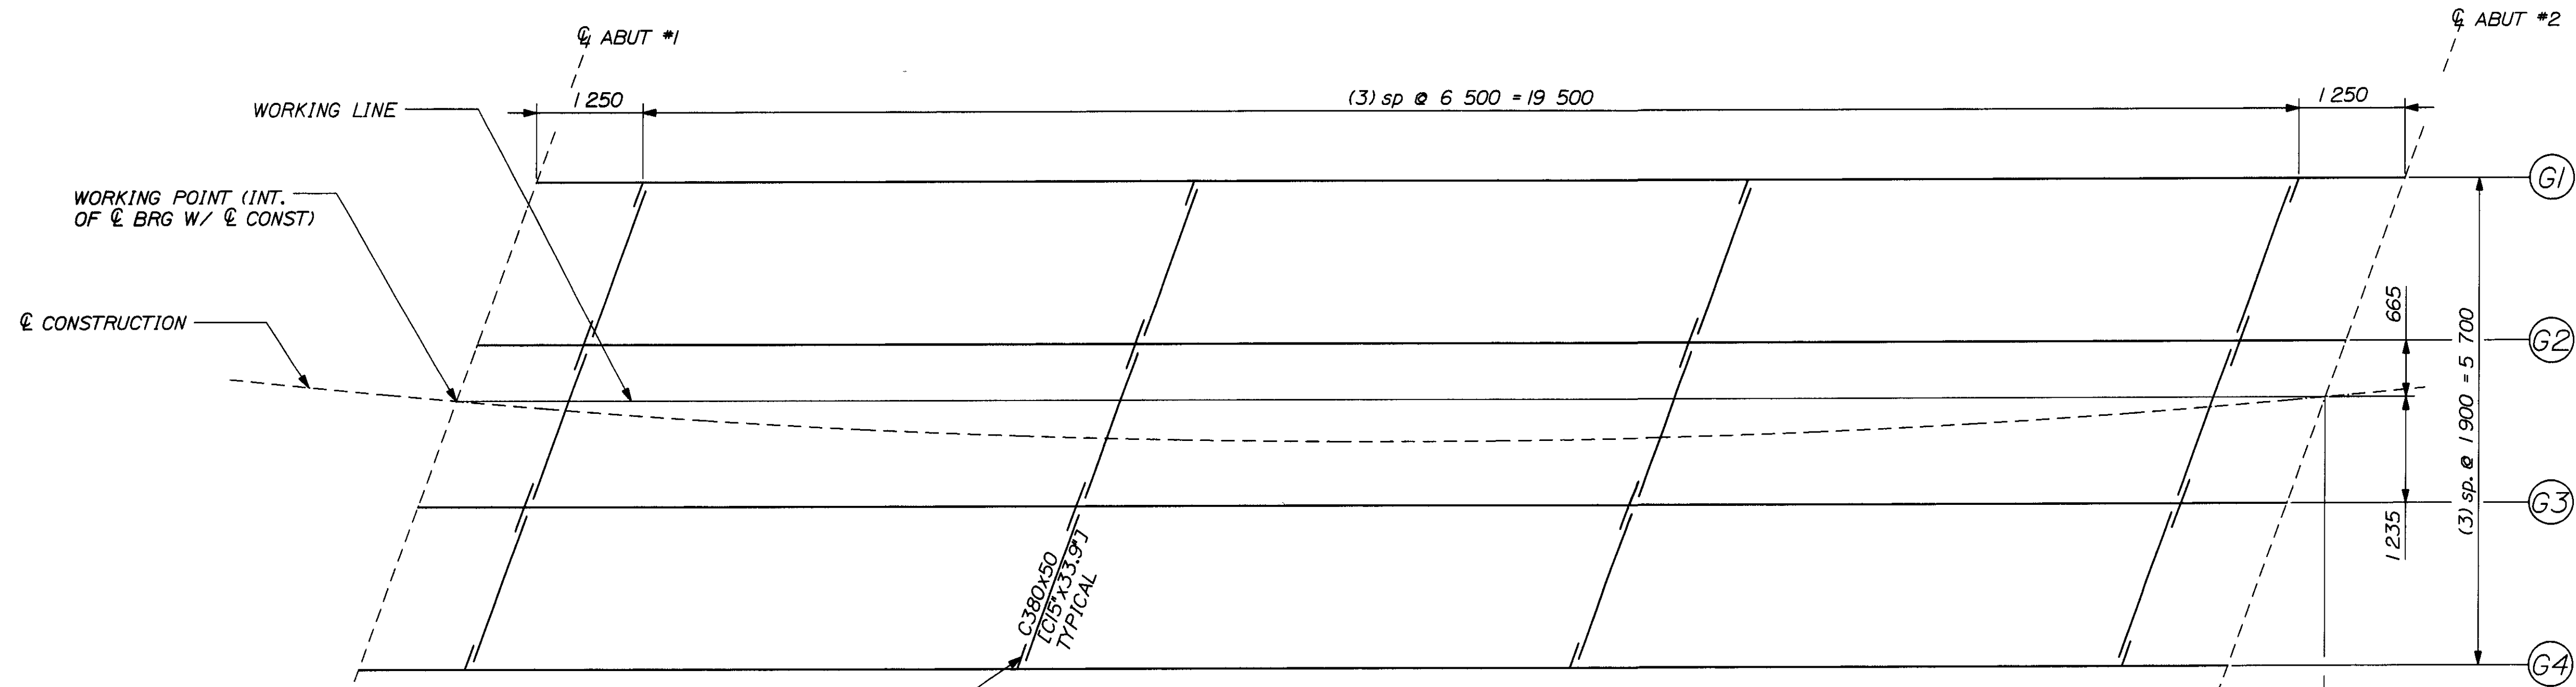 ℄ ABUT #1
℄ ABUT #2
1 250
(3) sp @ 6 500 = 19 500
1 250
WORKING LINE
WORKING POINT (INT.
OF ℄ BRG W/ ℄ CONST)
℄ CONSTRUCTION
G1
G2
G3
G4
665
1 235
(3) sp. @ 1 900 = 5 700
C380x50
[C15"x33.9"]
TYPICAL